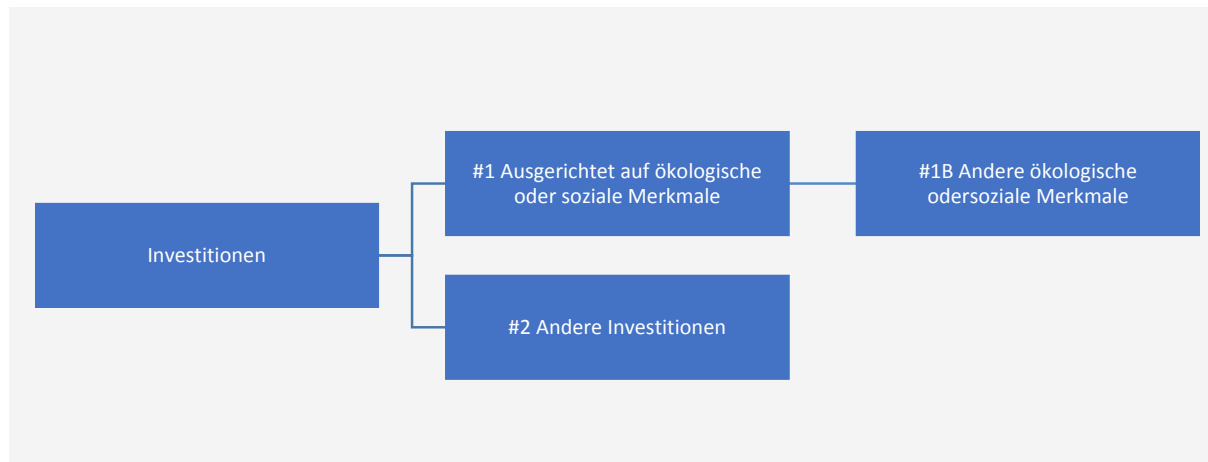 #1 Ausgerichtet auf ökologische
oder soziale Merkmale
#1B Andere ökologische
odersoziale Merkmale
Investitionen
#2 Andere Investitionen